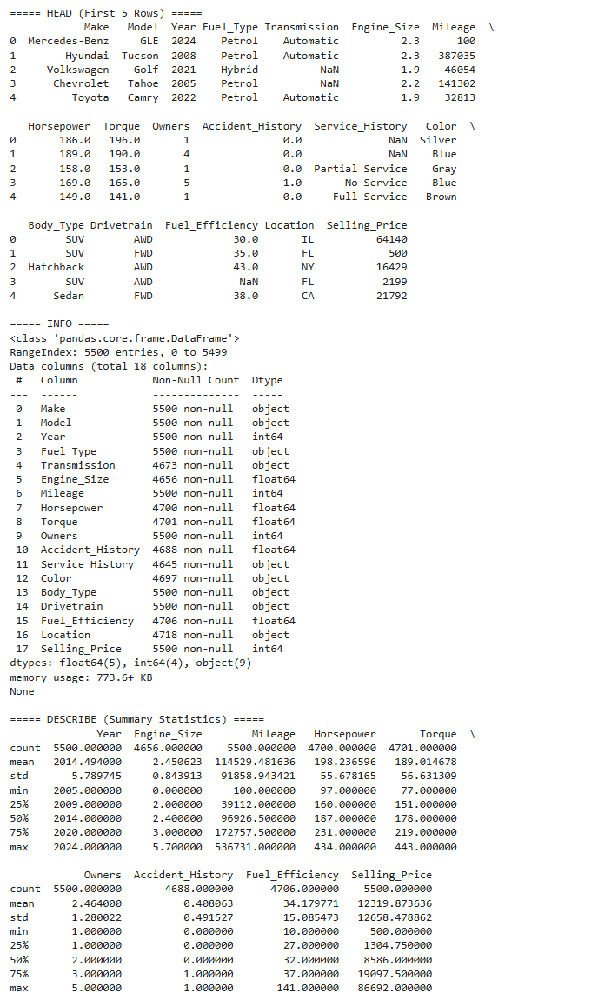 ===== HEAD (First 5 Rows) =====
            Make   Model  Year Fuel_Type Transmission  Engine_Size  Mileage  \
0  Mercedes-Benz     GLE  2024    Petrol    Automatic          2.3      100
1        Hyundai  Tucson  2008    Petrol    Automatic          2.3   387035
2     Volkswagen    Golf  2021    Hybrid          NaN          1.9    46054
3      Chevrolet   Tahoe  2005    Petrol          NaN          2.2   141302
4         Toyota   Camry  2022    Petrol    Automatic          1.9    32813

   Horsepower  Torque  Owners  Accident_History  Service_History   Color  \
0       186.0   196.0       1               0.0              NaN  Silver
1       189.0   190.0       4               0.0              NaN    Blue
2       158.0   153.0       1               0.0  Partial Service    Gray
3       169.0   165.0       5               1.0       No Service    Blue
4       149.0   141.0       1               0.0     Full Service   Brown

   Body_Type Drivetrain  Fuel_Efficiency Location  Selling_Price
0        SUV        AWD             30.0       IL          64140
1        SUV        FWD             35.0       FL            500
2  Hatchback        AWD             43.0       NY          16429
3        SUV        AWD              NaN       FL           2199
4      Sedan        FWD             38.0       CA          21792

===== INFO =====
<class 'pandas.core.frame.DataFrame'>
RangeIndex: 5500 entries, 0 to 5499
Data columns (total 18 columns):
 #   Column            Non-Null Count  Dtype
---  ------            --------------  -----
 0   Make              5500 non-null   object
 1   Model             5500 non-null   object
 2   Year              5500 non-null   int64
 3   Fuel_Type         5500 non-null   object
 4   Transmission      4673 non-null   object
 5   Engine_Size       4656 non-null   float64
 6   Mileage           5500 non-null   int64
 7   Horsepower        4700 non-null   float64
 8   Torque            4701 non-null   float64
 9   Owners            5500 non-null   int64
 10  Accident_History  4688 non-null   float64
 11  Service_History   4645 non-null   object
 12  Color             4697 non-null   object
 13  Body_Type         5500 non-null   object
 14  Drivetrain        5500 non-null   object
 15  Fuel_Efficiency   4706 non-null   float64
 16  Location          4718 non-null   object
 17  Selling_Price     5500 non-null   int64
dtypes: float64(5), int64(4), object(9)
memory usage: 773.6+ KB
None

===== DESCRIBE (Summary Statistics) =====
              Year  Engine_Size        Mileage   Horsepower       Torque  \
count  5500.000000  4656.000000    5500.000000  4700.000000  4701.000000
mean   2014.494000     2.450623  114529.481636   198.236596   189.014678
std       5.789745     0.843913   91858.943421    55.678165    56.631309
min    2005.000000     0.000000     100.000000    97.000000    77.000000
25%    2009.000000     2.000000   39112.000000   160.000000   151.000000
50%    2014.000000     2.400000   96926.500000   187.000000   178.000000
75%    2020.000000     3.000000  172757.500000   231.000000   219.000000
max    2024.000000     5.700000  536731.000000   434.000000   443.000000

            Owners  Accident_History  Fuel_Efficiency  Selling_Price
count  5500.000000       4688.000000      4706.000000    5500.000000
mean      2.464000          0.408063        34.179771   12319.873636
std       1.280022          0.491527        15.085473   12658.478862
min       1.000000          0.000000        10.000000     500.000000
25%       1.000000          0.000000        27.000000    1304.750000
50%       2.000000          0.000000        32.000000    8586.000000
75%       3.000000          1.000000        37.000000   19097.500000
max       5.000000          1.000000       141.000000   86692.000000